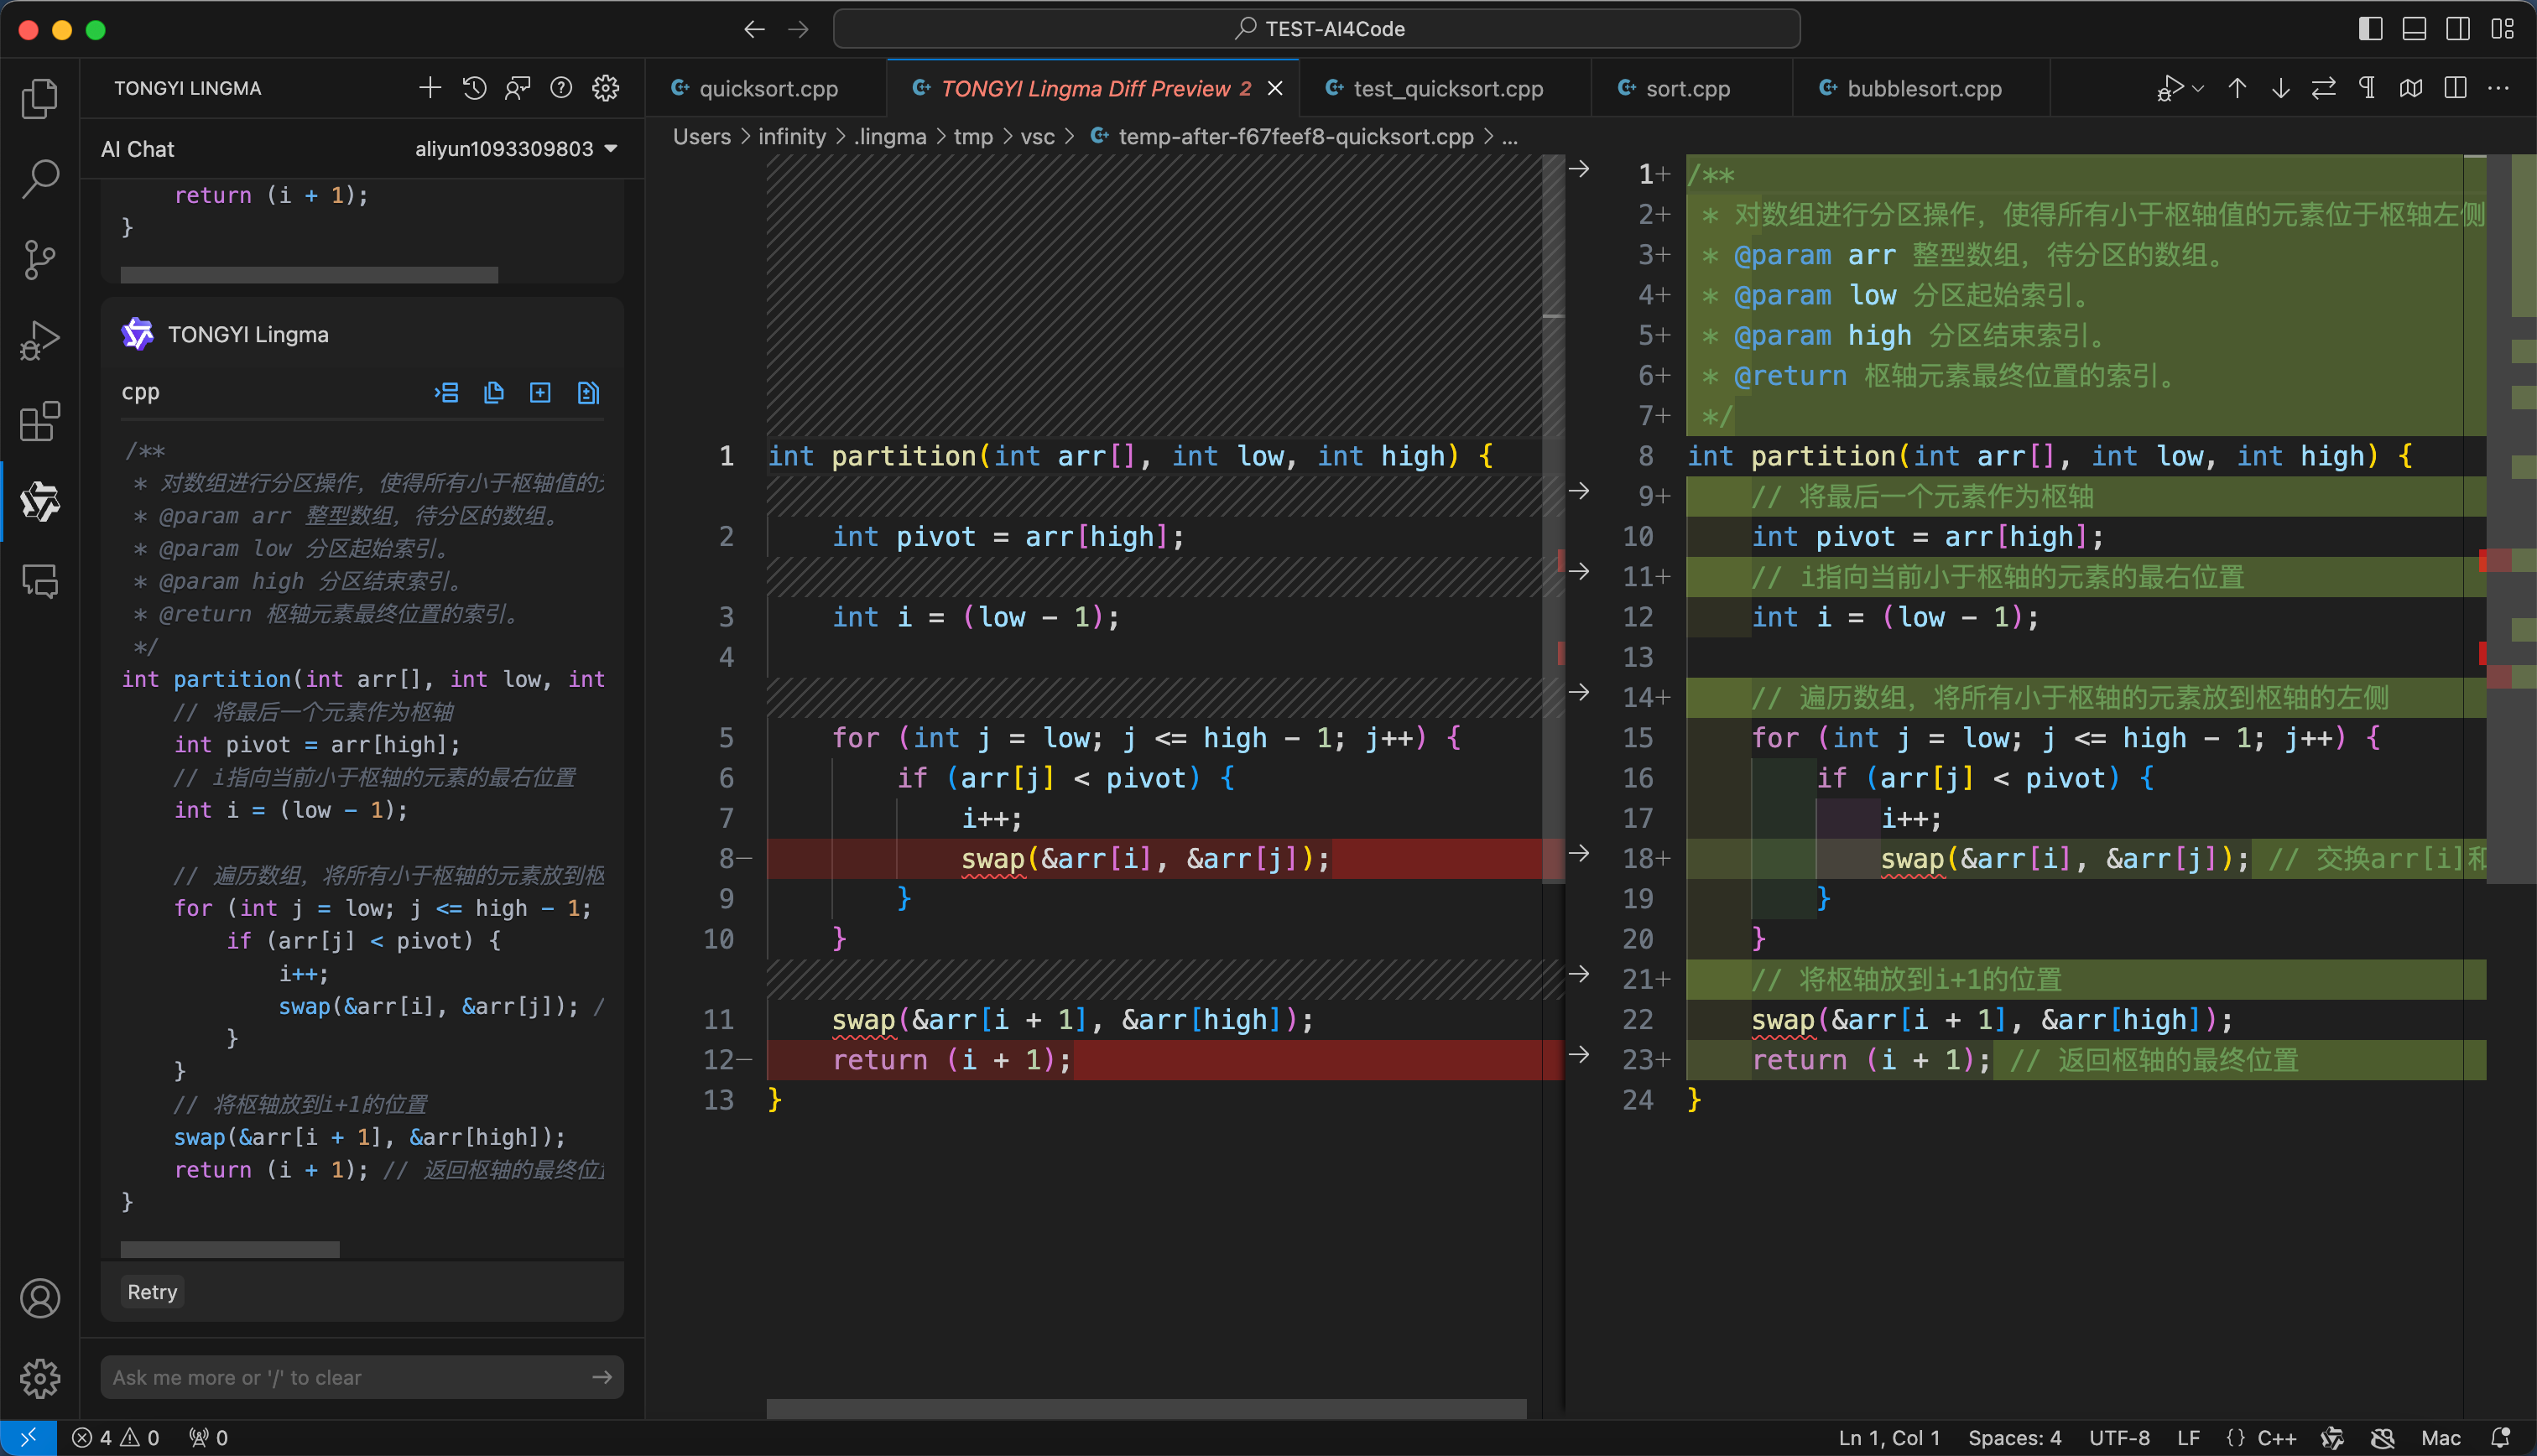 TEST-AI4Code
TONGYI LINGMA
AI Chat
aliyun1093309803
return (i + 1);
}
TONGYI Lingma
cpp
/**
* 对数组进行分区操作，使得所有小于枢轴值的
* @param arr 整型数组，待分区的数组。
* @param low 分区起始索引。
* @param high 分区结束索引。
* @return 枢轴元素最终位置的索引。
*/
int partition(int arr[], int low, int
// 将最后一个元素作为枢轴
int pivot = arr[high];
// i指向当前小于枢轴的元素的最右位置
int i = (low - 1);
// 遍历数组，将所有小于枢轴的元素放到枢
for (int j = low; j <= high - 1;
if (arr[j] < pivot) {
i++;
swap(&arr[i], &arr[j]); /
}
}
// 将枢轴放到i+1的位置
swap(&arr[i + 1], &arr[high]);
return (i + 1); // 返回枢轴的最终位
}
Retry
Ask me more or '/' to clear
quicksort.cpp
TONGYI Lingma Diff Preview 2
test_quicksort.cpp
sort.cpp
bubblesort.cpp
Users > infinity > .lingma > tmp > vsc > temp-after-f67feef8-quicksort.cpp > ...
1 int partition(int arr[], int low, int high) {
2 int pivot = arr[high];
3 int i = (low - 1);
4
5 for (int j = low; j <= high - 1; j++) {
6 if (arr[j] < pivot) {
7 i++;
8— swap(&arr[i], &arr[j]);
9 }
10 }
11 swap(&arr[i + 1], &arr[high]);
12— return (i + 1);
13 }
1+ /**
2+ * 对数组进行分区操作，使得所有小于枢轴值的元素位于枢轴左侧
3+ * @param arr 整型数组，待分区的数组。
4+ * @param low 分区起始索引。
5+ * @param high 分区结束索引。
6+ * @return 枢轴元素最终位置的索引。
7+ */
8 int partition(int arr[], int low, int high) {
9+ // 将最后一个元素作为枢轴
10 int pivot = arr[high];
11+ // i指向当前小于枢轴的元素的最右位置
12 int i = (low - 1);
13
14+ // 遍历数组，将所有小于枢轴的元素放到枢轴的左侧
15 for (int j = low; j <= high - 1; j++) {
16 if (arr[j] < pivot) {
17 i++;
18+ swap(&arr[i], &arr[j]); // 交换arr[i]和
19 }
20 }
21+ // 将枢轴放到i+1的位置
22 swap(&arr[i + 1], &arr[high]);
23+ return (i + 1); // 返回枢轴的最终位置
24 }
4 0 0
Ln 1, Col 1 Spaces: 4 UTF-8 LF {} C++ Mac